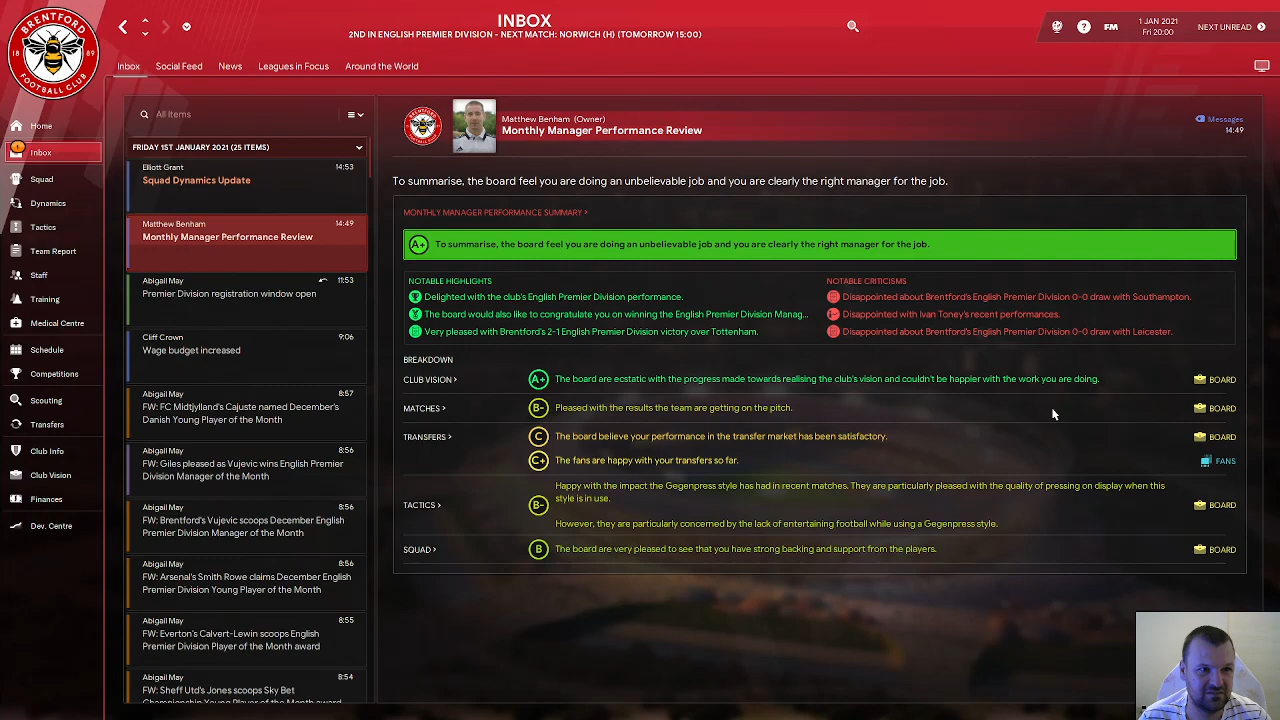 BRENTFORD
18 89
FOOTBALL CLUB
INBOX
2ND IN ENGLISH PREMIER DIVISION - NEXT MATCH: NORWICH (H) (TOMORROW 15:00)
FM
1 JAN 2021
Fri 20:00
NEXT UNREAD
Inbox Social Feed News Leagues in Focus Around the World
Home
Inbox
Squad
Dynamics
Tactics
Team Report
Staff
Training
Medical Centre
Schedule
Competitions
Scouting
Transfers
Club Info
Club Vision
Finances
Dev. Centre
All Items
FRIDAY 1ST JANUARY 2021 (25 ITEMS)
Elliott Grant 14:53
Squad Dynamics Update
Matthew Benham 14:49
Monthly Manager Performance Review
Abigail May 11:53
Premier Division registration window open
Cliff Crown 9:06
Wage budget increased
Abigail May 8:57
FW: FC Midtjylland's Cajuste named December's
Danish Young Player of the Month
Abigail May 8:56
FW: Giles pleased as Vujevic wins English Premier
Division Manager of the Month
Abigail May 8:56
FW: Brentford's Vujevic scoops December English
Premier Division Manager of the Month
Abigail May 8:56
FW: Arsenal's Smith Rowe claims December English
Premier Division Young Player of the Month
Abigail May 8:55
FW: Everton's Calvert-Lewin scoops English
Premier Division Player of the Month award
Abigail May 8:54
FW: Sheff Utd's Jones scoops Sky Bet
Championship Young Player of the Month award
Matthew Benham (Owner)
Monthly Manager Performance Review
Messages
14:49
To summarise, the board feel you are doing an unbelievable job and you are clearly the right manager for the job.
MONTHLY MANAGER PERFORMANCE SUMMARY >
A+ To summarise, the board feel you are doing an unbelievable job and you are clearly the right manager for the job.
NOTABLE HIGHLIGHTS
Delighted with the club's English Premier Division performance.
The board would also like to congratulate you on winning the English Premier Division Manag...
Very pleased with Brentford's 2-1 English Premier Division victory over Tottenham.
NOTABLE CRITICISMS
Disappointed about Brentford's English Premier Division 0-0 draw with Southampton.
Disappointed with Ivan Toney's recent performances.
Disappointed about Brentford's English Premier Division 0-0 draw with Leicester.
BREAKDOWN
CLUB VISION > A+ The board are ecstatic with the progress made towards realising the club's vision and couldn't be happier with the work you are doing. BOARD
MATCHES > B- Pleased with the results the team are getting on the pitch. BOARD
TRANSFERS > C The board believe your performance in the transfer market has been satisfactory. BOARD
C+ The fans are happy with your transfers so far. FANS
Happy with the impact the Gegenpress style has had in recent matches. They are particularly pleased with the quality of pressing on display when this
style is in use.
TACTICS > B- BOARD
However, they are particularly concerned by the lack of entertaining football while using a Gegenpress style.
SQUAD > B The board are very pleased to see that you have strong backing and support from the players. BOARD